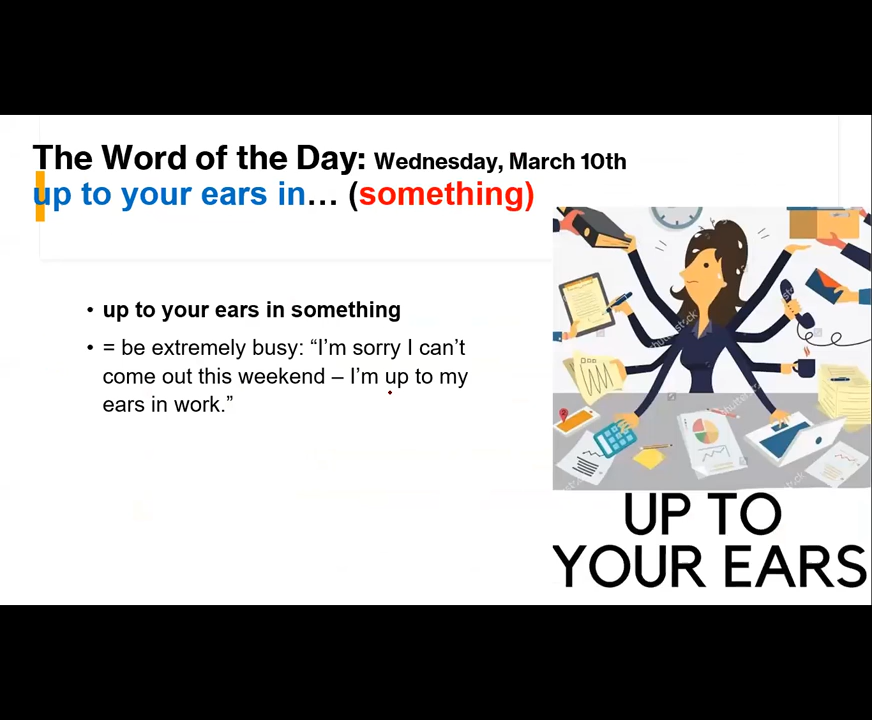 The Word of the Day: Wednesday, March 10th
up to your ears in… (something)
• up to your ears in something
• = be extremely busy: “I’m sorry I can’t
come out this weekend – I’m up to my
ears in work.”
UP TO
YOUR EARS